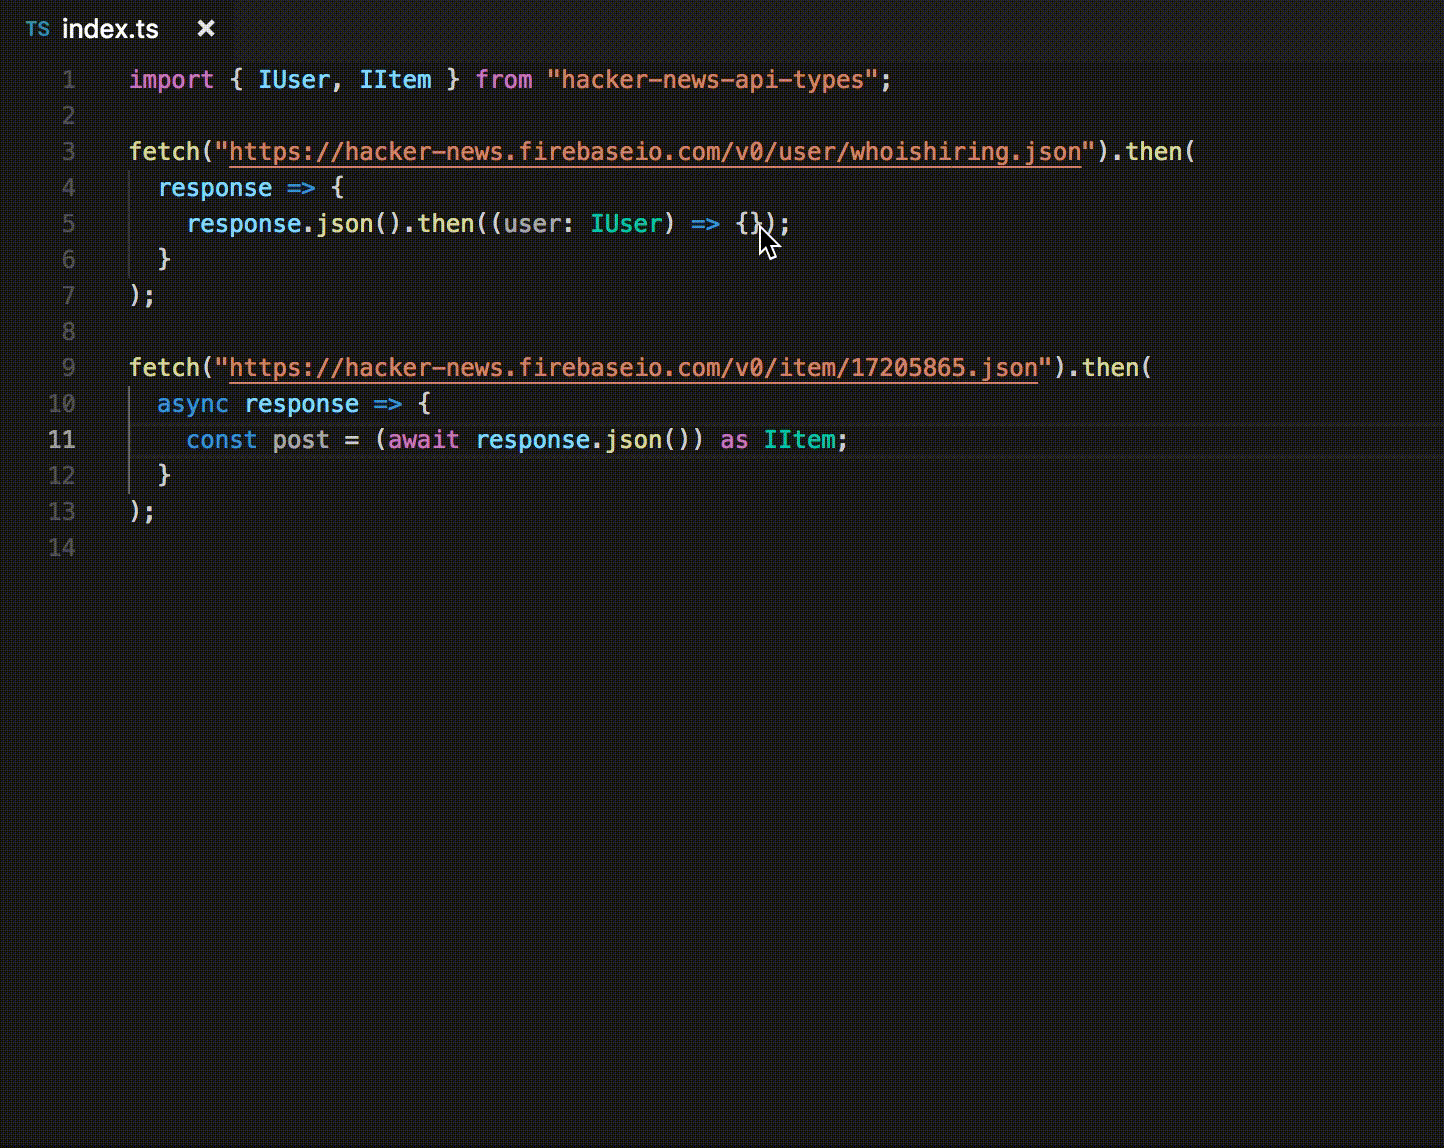 TS index.ts ×
1 import { IUser, IItem } from "hacker-news-api-types";
2
3 fetch("https://hacker-news.firebaseio.com/v0/user/whoishiring.json").then(
4   response => {
5     response.json().then((user: IUser) => {});
6   }
7 );
8
9 fetch("https://hacker-news.firebaseio.com/v0/item/17205865.json").then(
10   async response => {
11     const post = (await response.json()) as IItem;
12   }
13 );
14